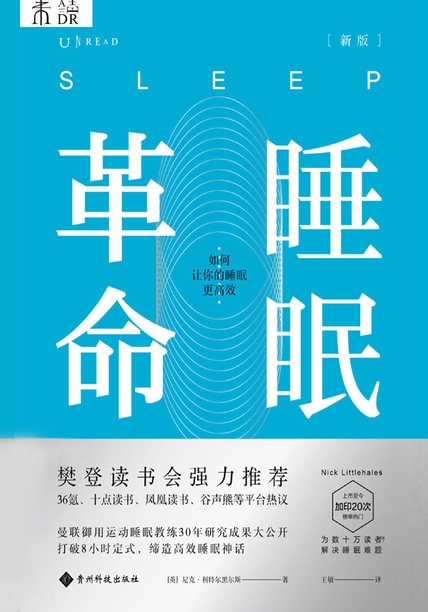 未读
UNREAD
[新版]
SLEEP
睡眠
革命
如何
让你的睡眠
更高效
樊登读书会强力推荐
36氪、十点读书、凤凰读书、谷声熊等平台热议
曼联御用运动睡眠教练30年研究成果大公开
打破8小时定式，缔造高效睡眠神话
Nick Littlehales
上市至今
加印20次
榜单热门
为数十万读者
解决睡眠难题
贵州科技出版社
[英]尼克·利特尔黑尔斯——著
王敏——译